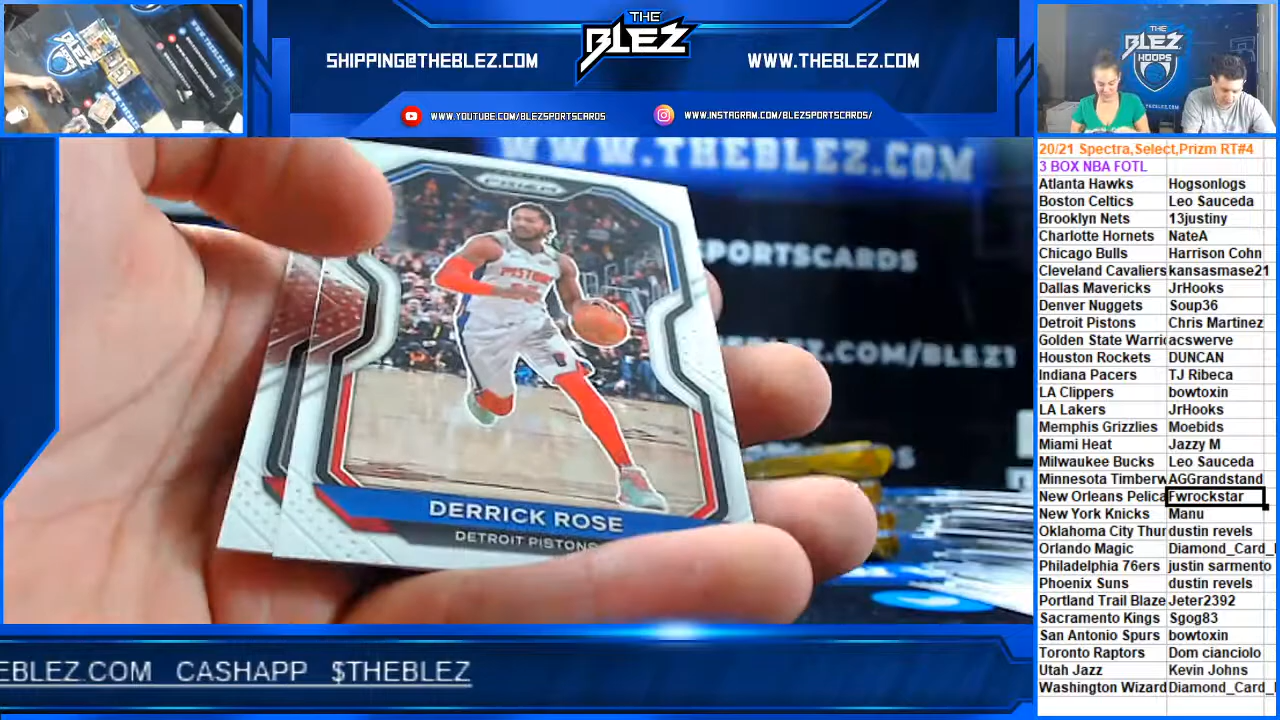 THE
BLEZ
SHIPPING@THEBLEZ.COM
WWW.THEBLEZ.COM
WWW.YOUTUBE.COM/BLEZSPORTSCARDS
WWW.INSTAGRAM.COM/BLEZSPORTSCARDS/
THE
BLEZ
HOOPS
WWW.THEBLEZ.COM
SPORTSCARDS
.COM/BLEZ1
PRIZM
PISTONS
DERRICK ROSE
DETROIT PISTONS
20/21 Spectra,Select,Prizm RT#4
3 BOX NBA FOTL
Atlanta Hawks Hogsonlogs
Boston Celtics Leo Sauceda
Brooklyn Nets 13justiny
Charlotte Hornets NateA
Chicago Bulls Harrison Cohn
Cleveland Cavaliers kansasmase21
Dallas Mavericks JrHooks
Denver Nuggets Soup36
Detroit Pistons Chris Martinez
Golden State Warri acswerve
Houston Rockets DUNCAN
Indiana Pacers TJ Ribeca
LA Clippers bowtoxin
LA Lakers JrHooks
Memphis Grizzlies Moebids
Miami Heat Jazzy M
Milwaukee Bucks Leo Sauceda
Minnesota Timberw AGGrandstand
New Orleans Pelica Fwrockstar
New York Knicks Manu
Oklahoma City Thu dustin revels
Orlando Magic Diamond_Card_
Philadelphia 76ers justin sarmento
Phoenix Suns dustin revels
Portland Trail Blaze Jeter2392
Sacramento Kings Sgog83
San Antonio Spurs bowtoxin
Toronto Raptors Dom cianciolo
Utah Jazz Kevin Johns
Washington Wizard Diamond_Card_
EBLEZ.COM CASHAPP $THEBLEZ